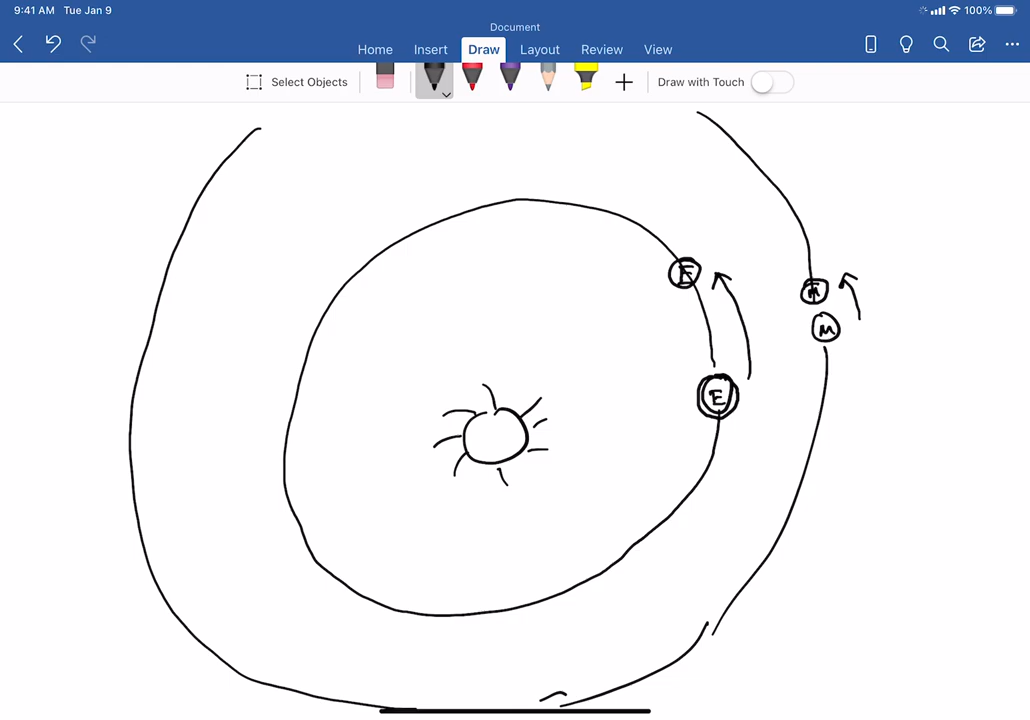 9:41 AM Tue Jan 9
100%
Document
Home Insert Draw Layout Review View
Select Objects
Draw with Touch
E
M
M
E